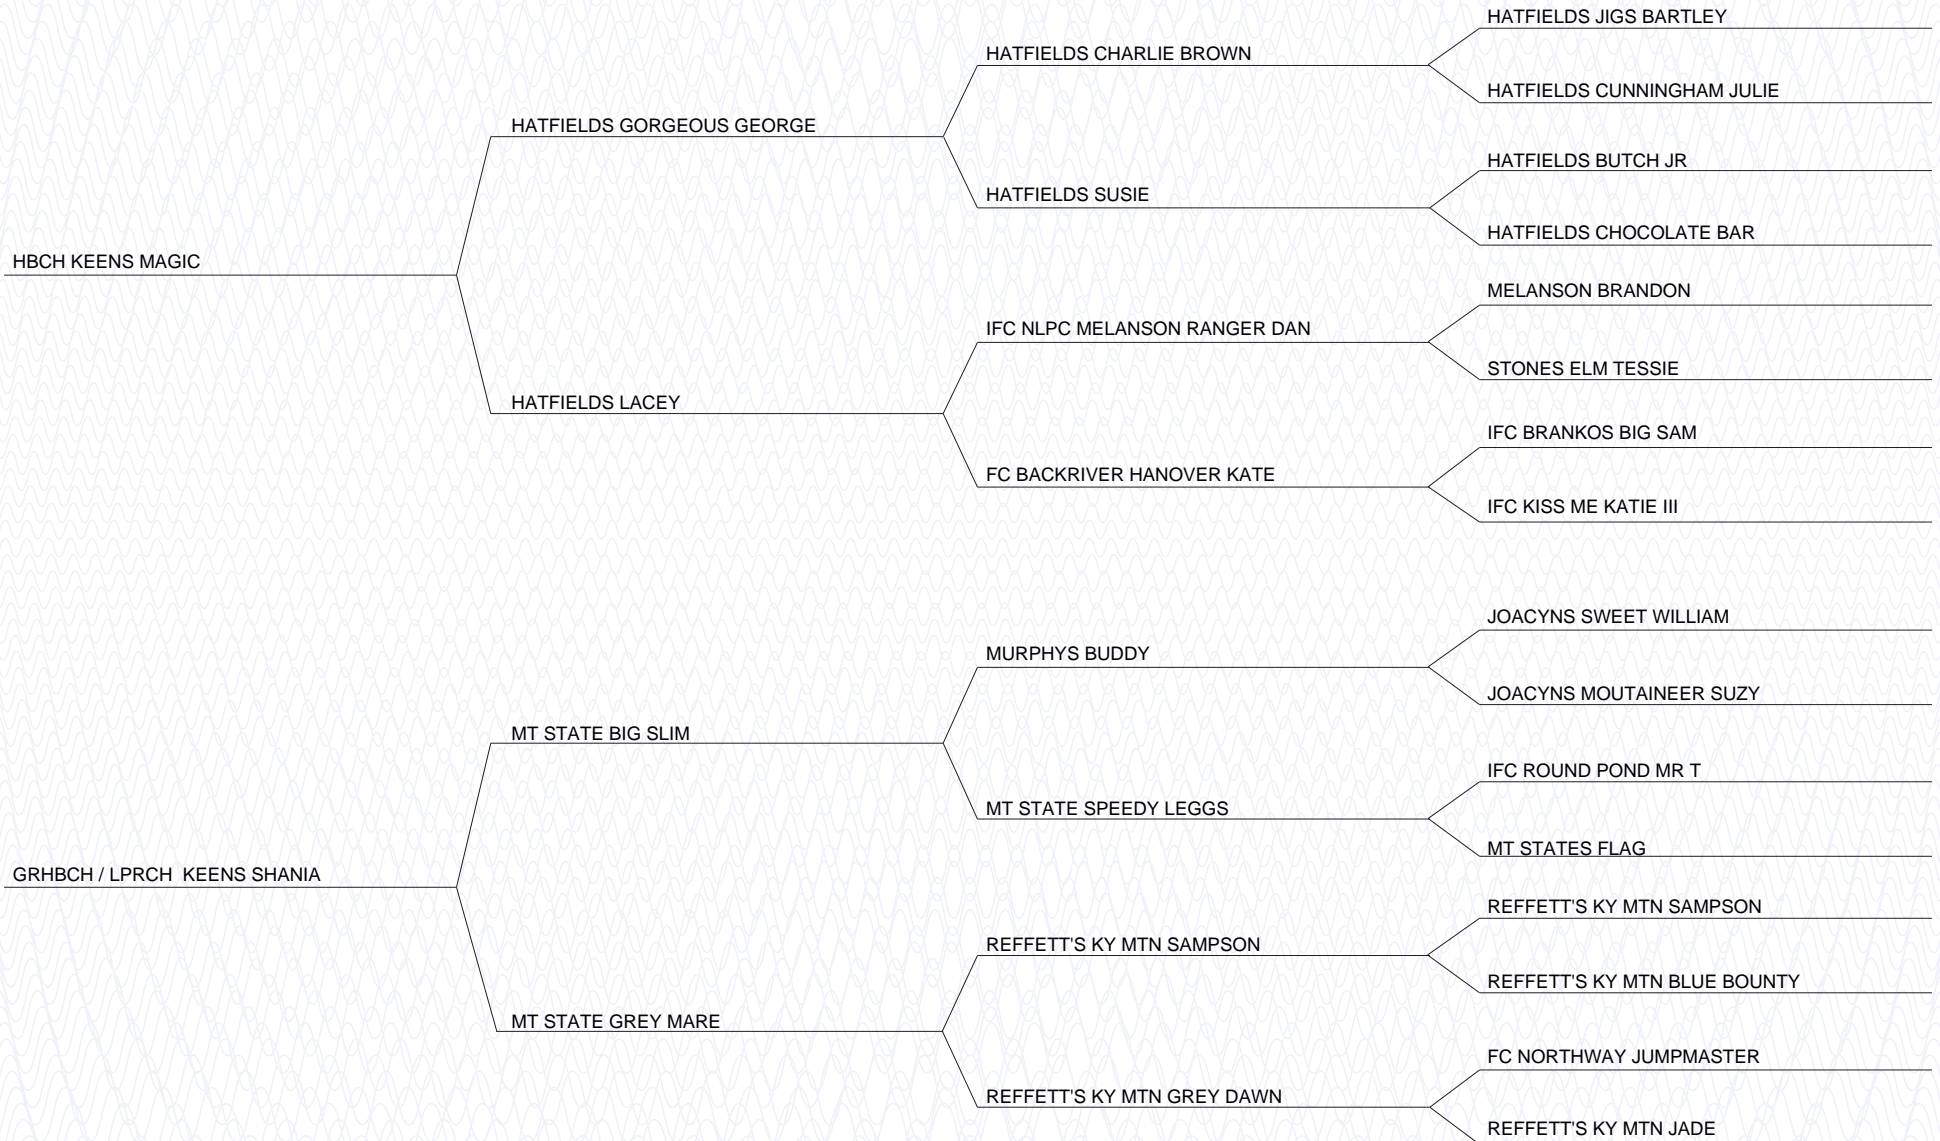 HATFIELDS JIGS BARTLEY
HATFIELDS CHARLIE BROWN
HATFIELDS CUNNINGHAM JULIE
HATFIELDS GORGEOUS GEORGE
HATFIELDS BUTCH JR
HATFIELDS SUSIE
HATFIELDS CHOCOLATE BAR
HBCH KEENS MAGIC
MELANSON BRANDON
IFC NLPC MELANSON RANGER DAN
STONES ELM TESSIE
HATFIELDS LACEY
IFC BRANKOS BIG SAM
FC BACKRIVER HANOVER KATE
IFC KISS ME KATIE III
JOACYNS SWEET WILLIAM
MURPHYS BUDDY
JOACYNS MOUTAINEER SUZY
MT STATE BIG SLIM
IFC ROUND POND MR T
MT STATE SPEEDY LEGGS
MT STATES FLAG
GRHBCH / LPRCH  KEENS SHANIA
REFFETT'S KY MTN SAMPSON
REFFETT'S KY MTN SAMPSON
REFFETT'S KY MTN BLUE BOUNTY
MT STATE GREY MARE
FC NORTHWAY JUMPMASTER
REFFETT'S KY MTN GREY DAWN
REFFETT'S KY MTN JADE